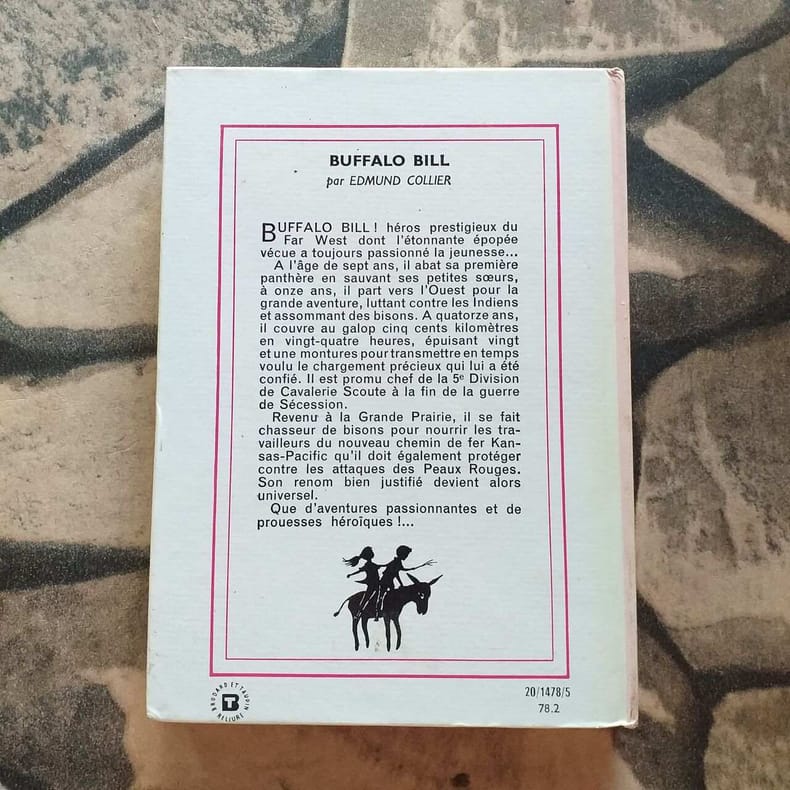 BUFFALO BILL
par EDMUND COLLIER
BUFFALO BILL ! héros prestigieux du
Far West dont l'étonnante épopée
vécue a toujours passionné la jeunesse...
A l'âge de sept ans, il abat sa première
panthère en sauvant ses petites sœurs,
à onze ans, il part vers l'Ouest pour la
grande aventure, luttant contre les Indiens
et assommant des bisons. A quatorze ans,
il couvre au galop cinq cents kilomètres
en vingt-quatre heures, épuisant vingt
et une montures pour transmettre en temps
voulu le chargement précieux qui lui a été
confié. Il est promu chef de la 5e Division
de Cavalerie Scoute à la fin de la guerre
de Sécession.
Revenu à la Grande Prairie, il se fait
chasseur de bisons pour nourrir les tra-
vailleurs du nouveau chemin de fer Kan-
sas-Pacific qu'il doit également protéger
contre les attaques des Peaux Rouges.
Son renom bien justifié devient alors
universel.
Que d'aventures passionnantes et de
prouesses héroïques !...
BRODARD ET TAUPIN
RELIURE
BT
20/1478/5
78.2